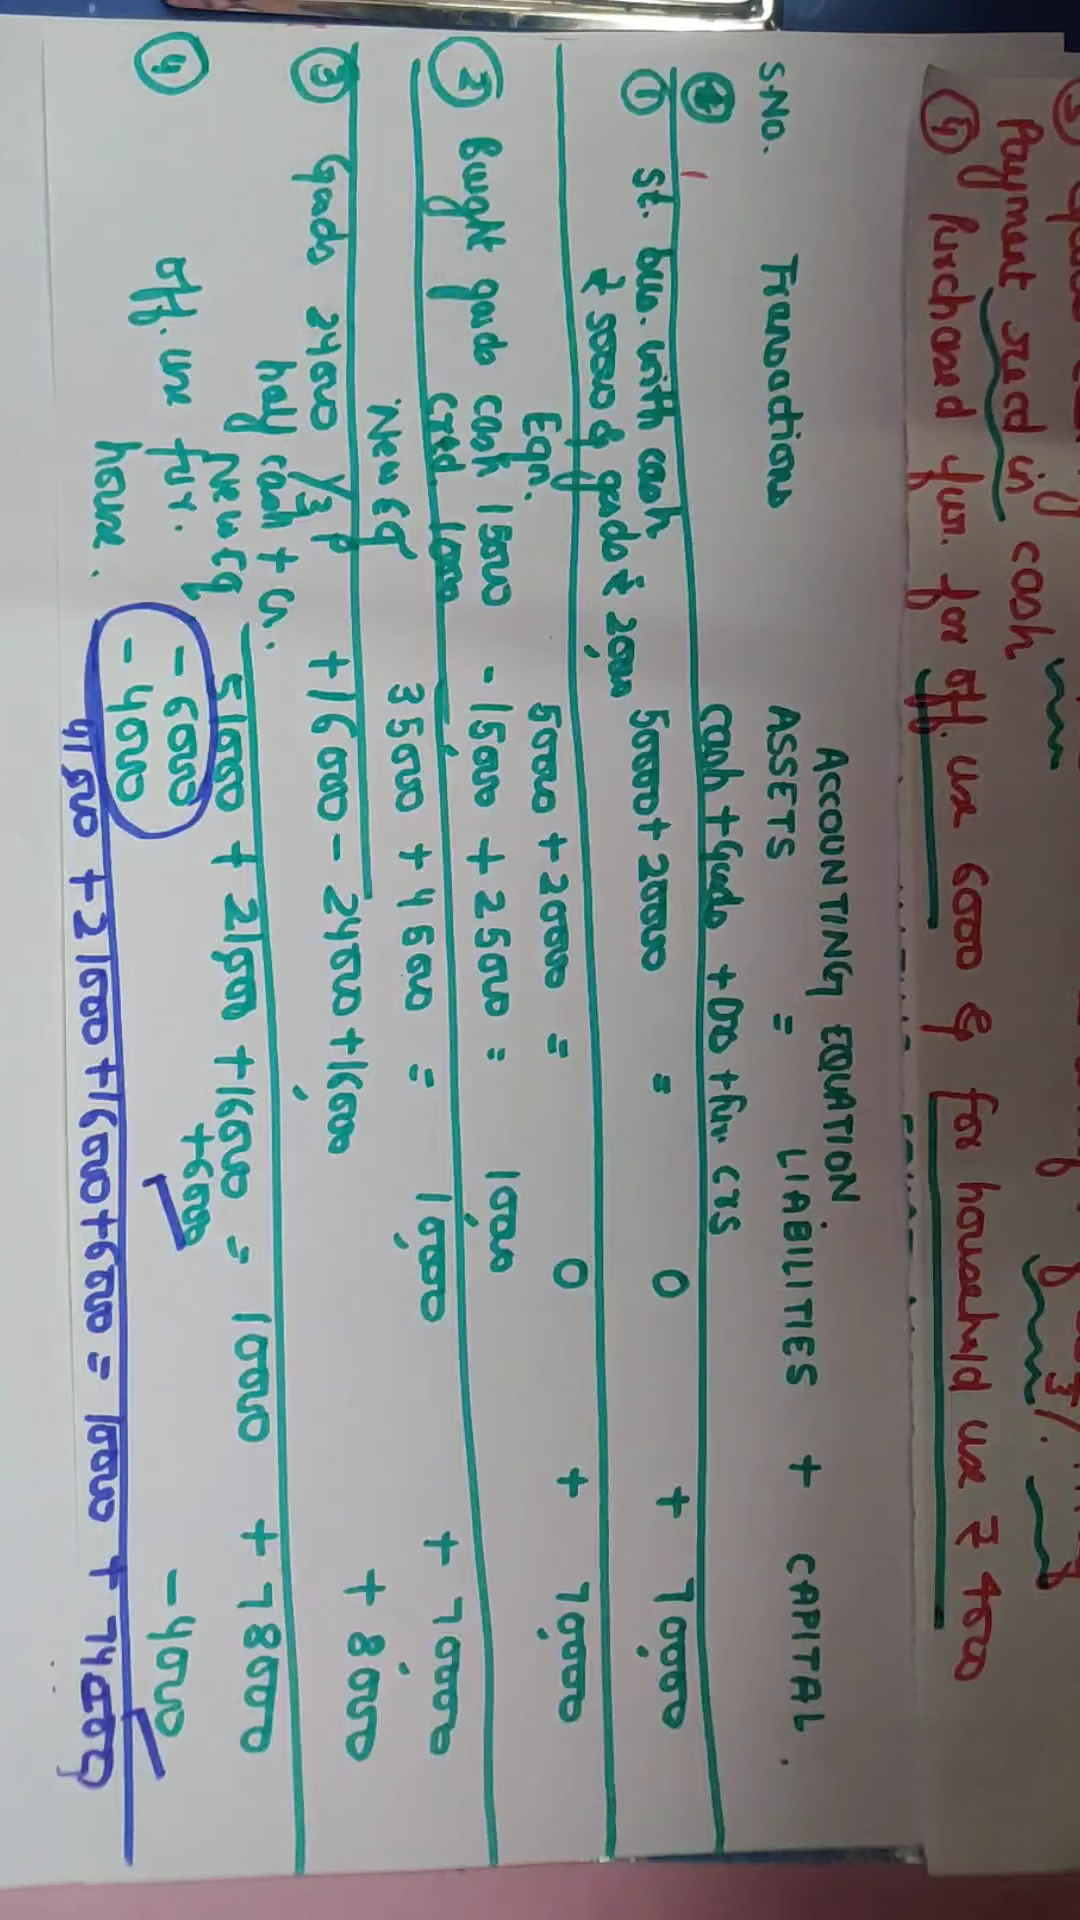 Payment recd in cash
④ Purchased fur. for off. use 6000 & for household use ₹ 4000
ACCOUNTING EQUATION
S.NO. Transactions ASSETS = LIABILITIES + CAPITAL.
Cash + Goods + Drs + fur. CRS
① St. bus. with cash 50000 + 20000 = 0 + 70000
₹ 50000 & goods ₹ 20000
Eqn. 50000 + 20000 = 0 + 70000
② Bought goods cash 15000 - 15000 + 25000 = 10000
crd. 10000
New Eq 35000 + 45000 = 10000 + 70000
③ Goods 24000 1/3 P +16000 - 24000 + 16000 + 8000
half cash + cr.
New Eq 51000 + 21000 + 16000 = 10000 + 78000
④ off. use fur. - 6000 +6000 -4000
house. - 4000
41000 + 21000 + 16000 + 6000 = 10000 + 74000